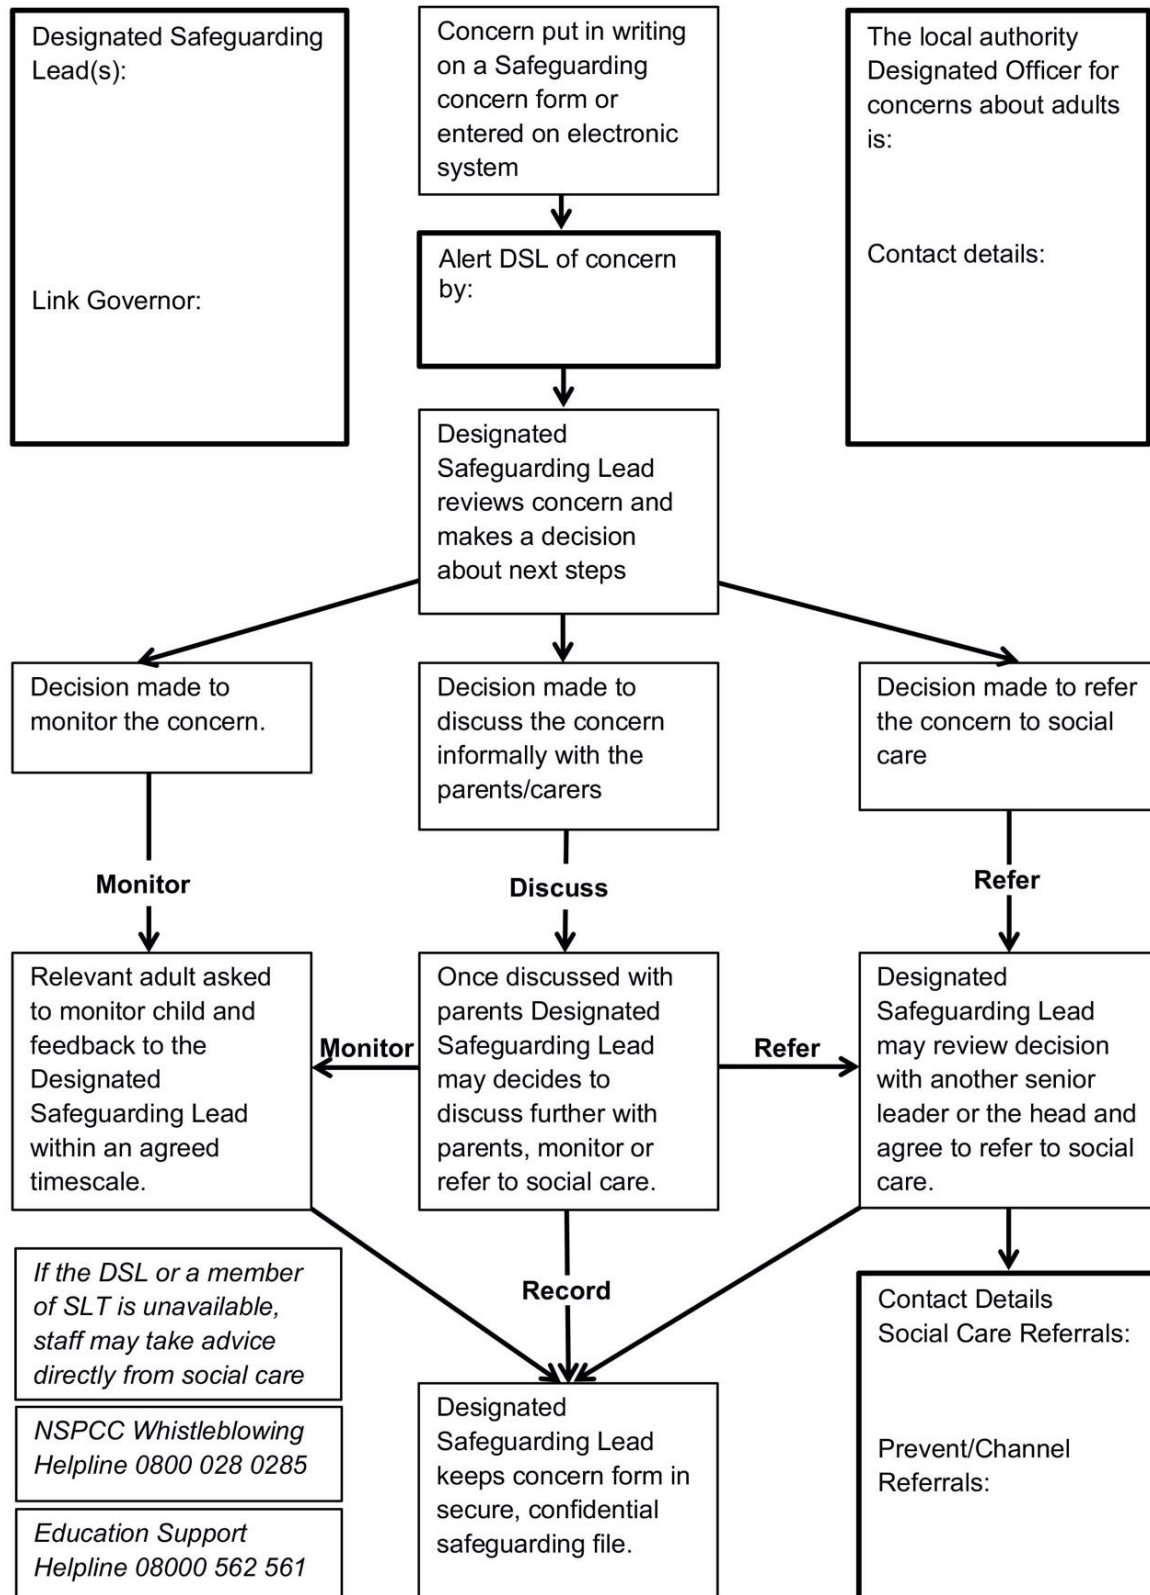 Designated Safeguarding
Lead(s):
Link Governor:
Concern put in writing
on a Safeguarding
concern form or
entered on electronic
system
The local authority
Designated Officer for
concerns about adults
is:
Contact details:
Alert DSL of concern
by:
Designated
Safeguarding Lead
reviews concern and
makes a decision
about next steps
Decision made to
monitor the concern.
Decision made to
discuss the concern
informally with the
parents/carers
Decision made to refer
the concern to social
care
Monitor
Discuss
Refer
Relevant adult asked
to monitor child and
feedback to the
Designated
Safeguarding Lead
within an agreed
timescale.
Monitor
Once discussed with
parents Designated
Safeguarding Lead
may decides to
discuss further with
parents, monitor or
refer to social care.
Refer
Designated
Safeguarding Lead
may review decision
with another senior
leader or the head and
agree to refer to social
care.
If the DSL or a member
of SLT is unavailable,
staff may take advice
directly from social care
Record
Contact Details
Social Care Referrals:
Prevent/Channel
Referrals:
NSPCC Whistleblowing
Helpline 0800 028 0285
Education Support
Helpline 08000 562 561
Designated
Safeguarding Lead
keeps concern form in
secure, confidential
safeguarding file.